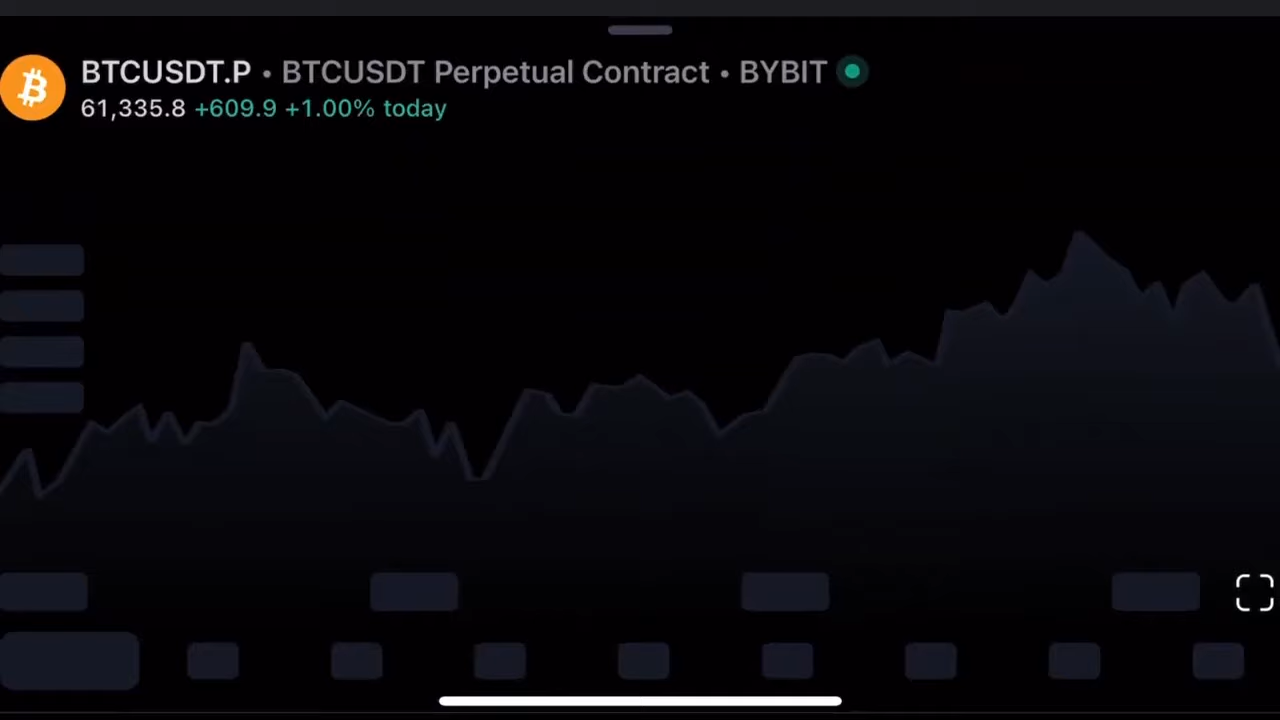 BTCUSDT.P • BTCUSDT Perpetual Contract • BYBIT
61,335.8 +609.9 +1.00% today